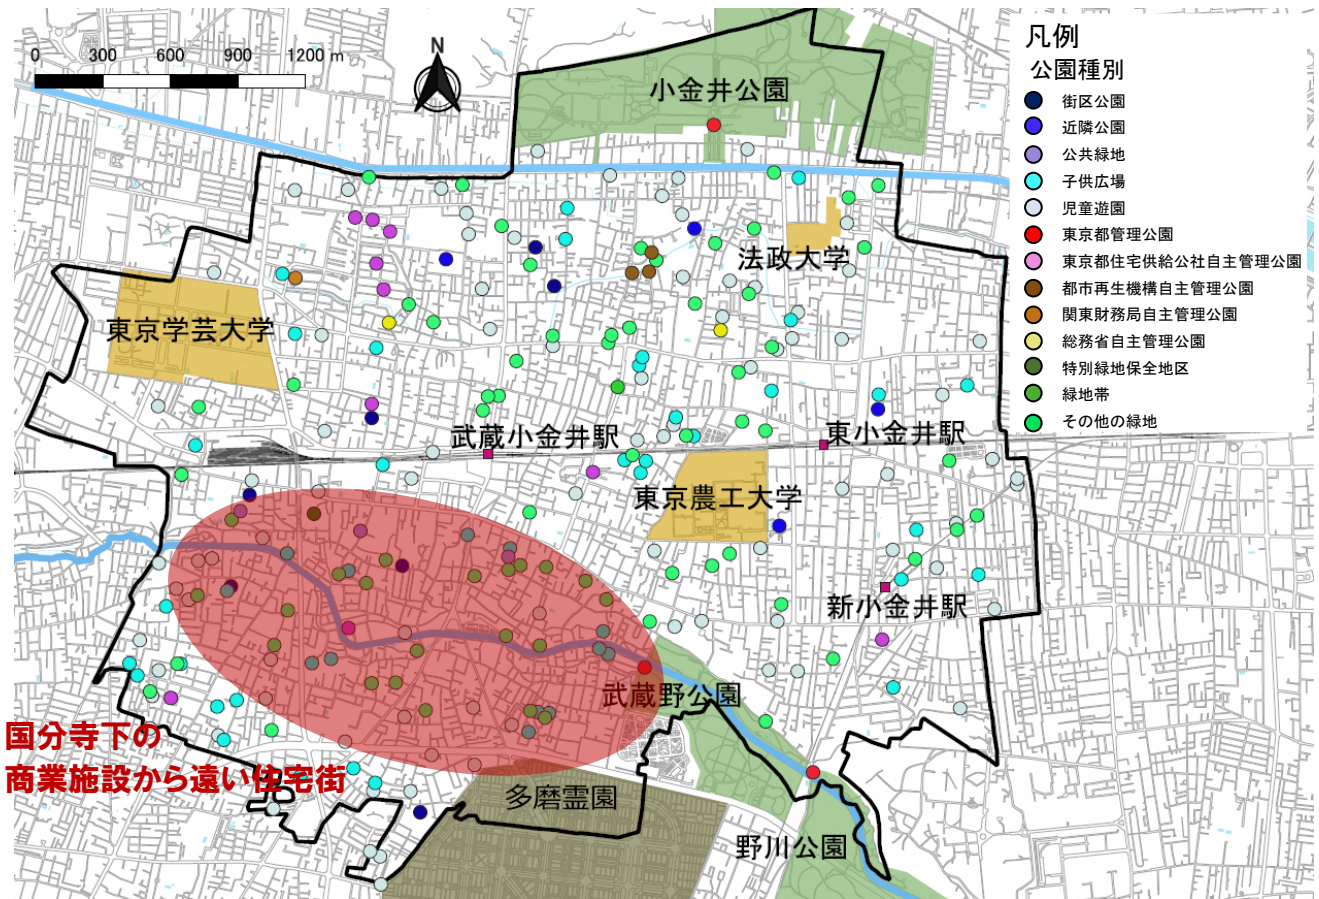 0 300 600 900 1200 m
N
小金井公園
法政大学
東京学芸大学
武蔵小金井駅
東小金井駅
東京農工大学
新小金井駅
武蔵野公園
国分寺下の
商業施設から遠い住宅街
多磨霊園
野川公園
凡例
公園種別
街区公園
近隣公園
公共緑地
子供広場
児童遊園
東京都管理公園
東京都住宅供給公社自主管理公園
都市再生機構自主管理公園
関東財務局自主管理公園
総務省自主管理公園
特別緑地保全地区
緑地帯
その他の緑地